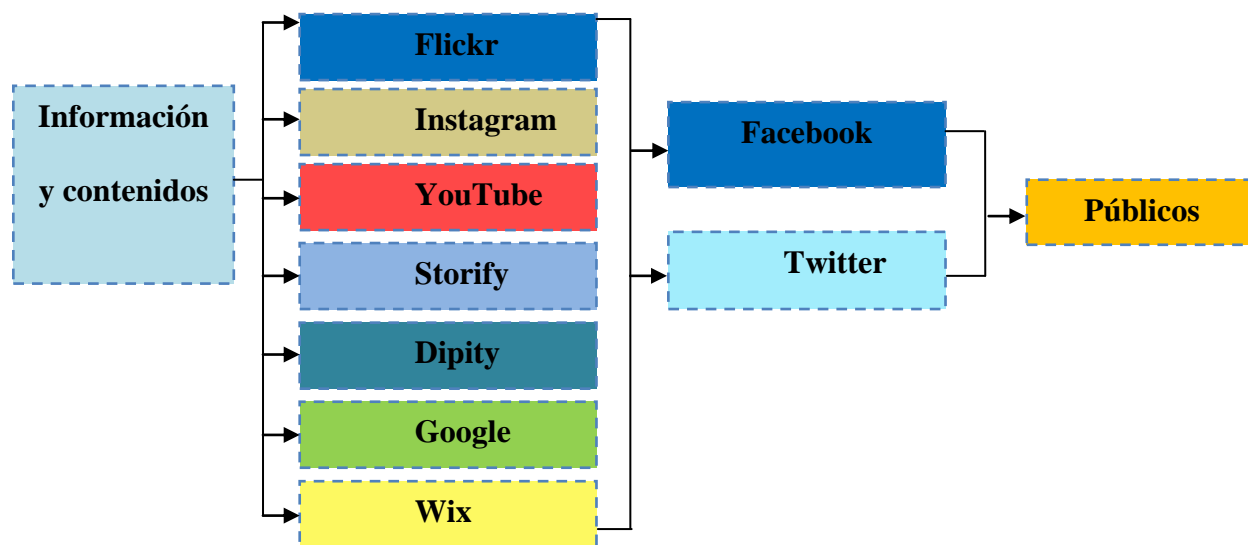 Información
y contenidos
Flickr
Instagram
YouTube
Storify
Dipity
Google
Wix
Facebook
Twitter
Públicos